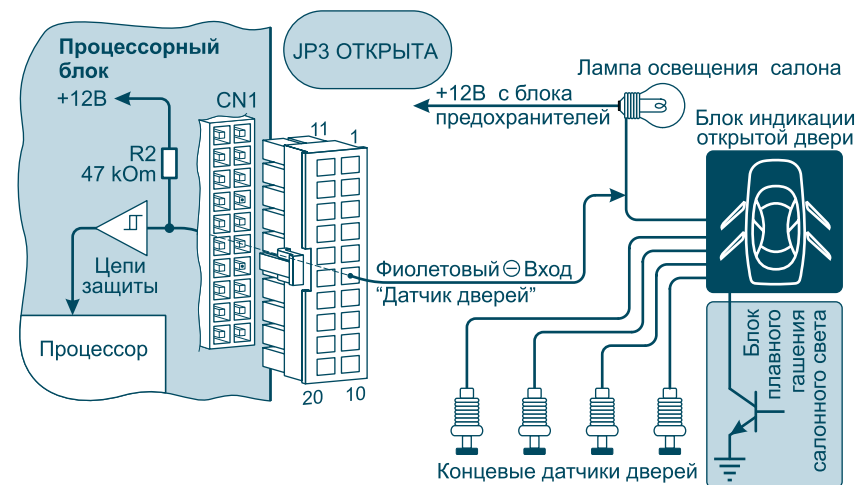 Процессорный
блок
JP3 ОТКРЫТА
Лампа освещения салона
+12В
CN1
+12В с блока
предохранителей
Блок индикации
открытой двери
11
1
R2
47 kOm
Цепи
защиты
Фиолетовый ⊖ Вход
“Датчик дверей”
Процессор
20
10
Блок
плавного
гашения
салонного света
Концевые датчики дверей